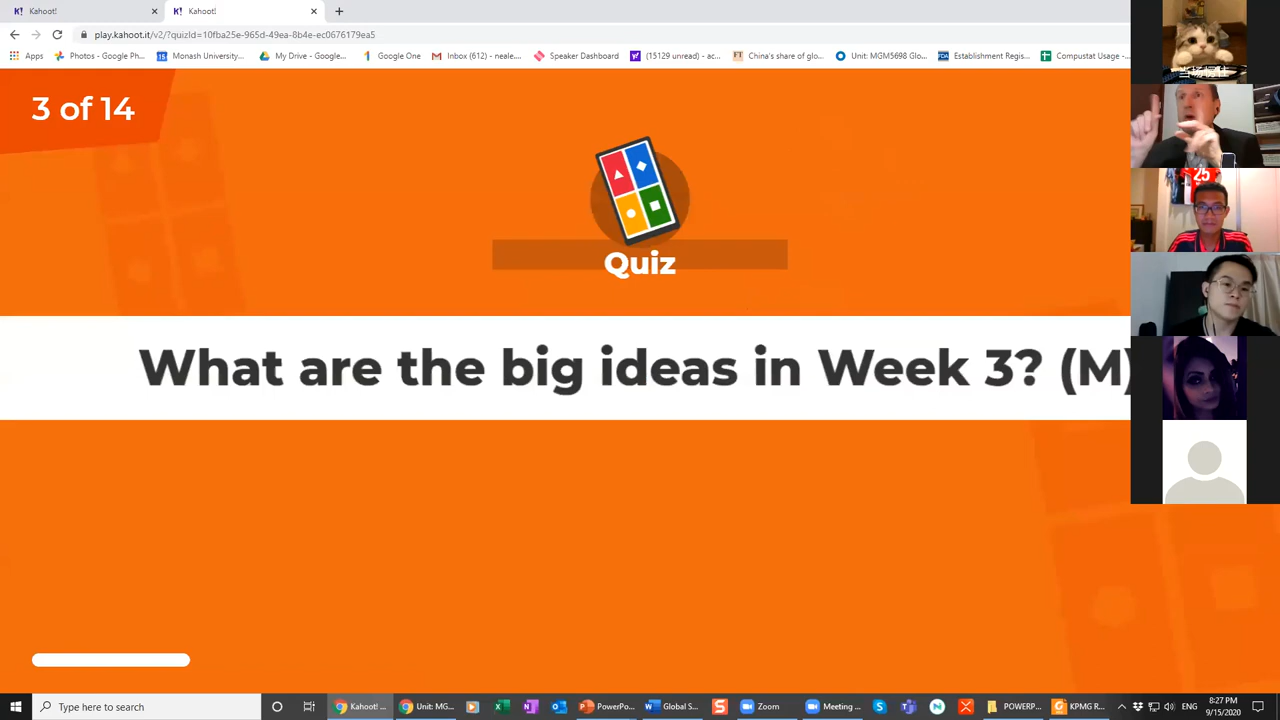 Kahoot!
Kahoot!
play.kahoot.it/v2/?quizId=10fba25e-965d-49ea-8b4e-ec0676179ea5
Apps
Photos - Google Ph...
Monash University...
My Drive - Google...
Google One
Inbox (612) - neale...
Speaker Dashboard
(15129 unread) - ac...
China's share of glo...
Unit: MGM5698 Glo...
Establishment Regis...
Compustat Usage -
3 of 14
25
Quiz
What are the big ideas in Week 3? (M)
Type here to search
Kahoot! ...
Unit: MG...
PowerPo...
Global S...
Zoom
Meeting ...
POWERP...
KPMG R...
ENG
8:27 PM
9/15/2020